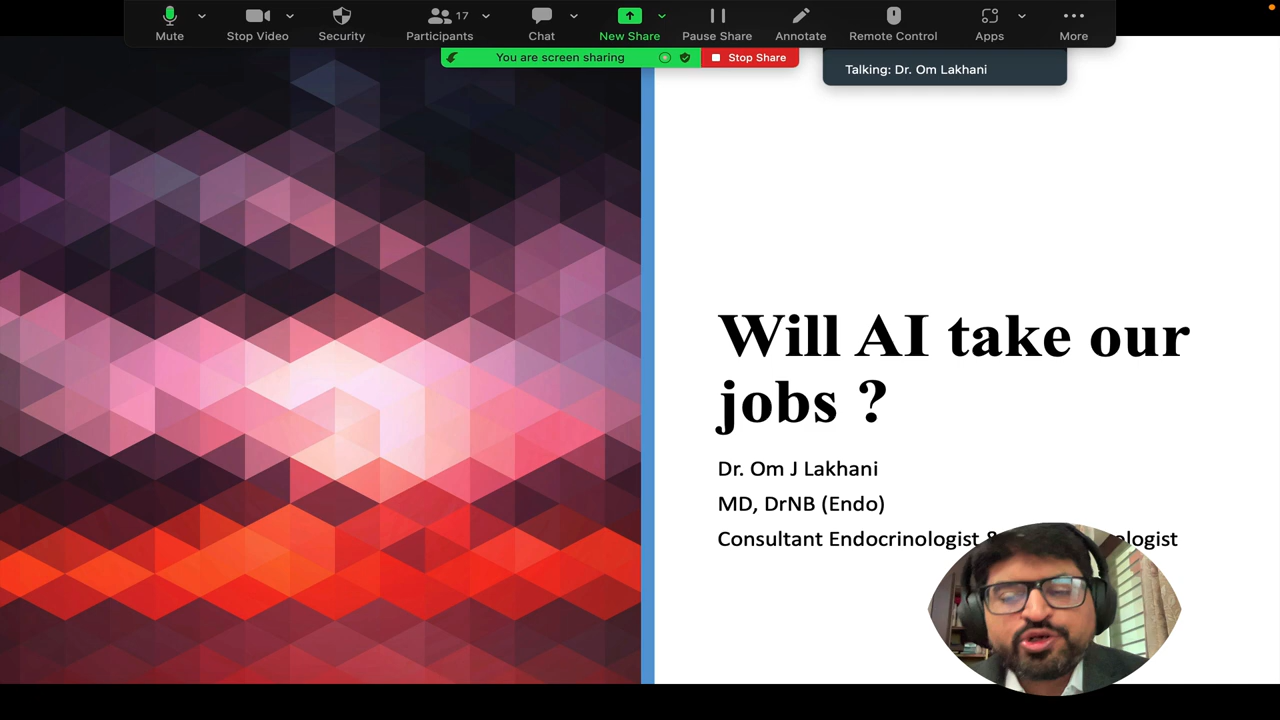 17
Mute
Stop Video
Security
Participants
Chat
New Share
Pause Share
Annotate
Remote Control
Apps
More
You are screen sharing
Stop Share
Talking: Dr. Om Lakhani
Will AI take our
jobs ?
Dr. Om J Lakhani
MD, DrNB (Endo)
Consultant Endocrinologist